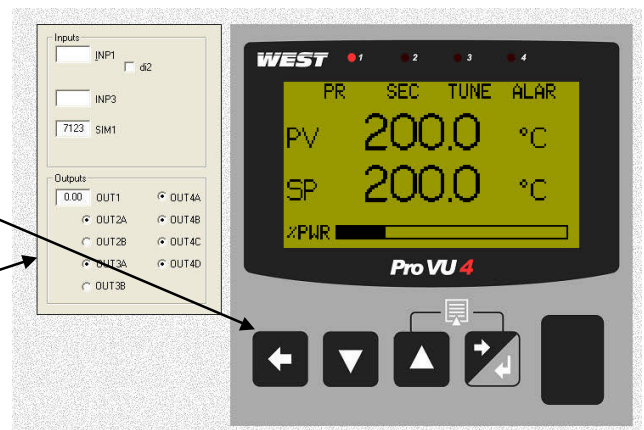 Inputs
INP1
di2
INP3
7123 SIM1
Outputs
0.00 OUT1 OUT4A
OUT2A OUT4B
OUT2B OUT4C
OUT3A OUT4D
OUT3B
WEST 1 2 3 4
PR SEC TUNE ALAR
PV 200.0 °C
SP 200.0 °C
%PWR
Pro VU 4